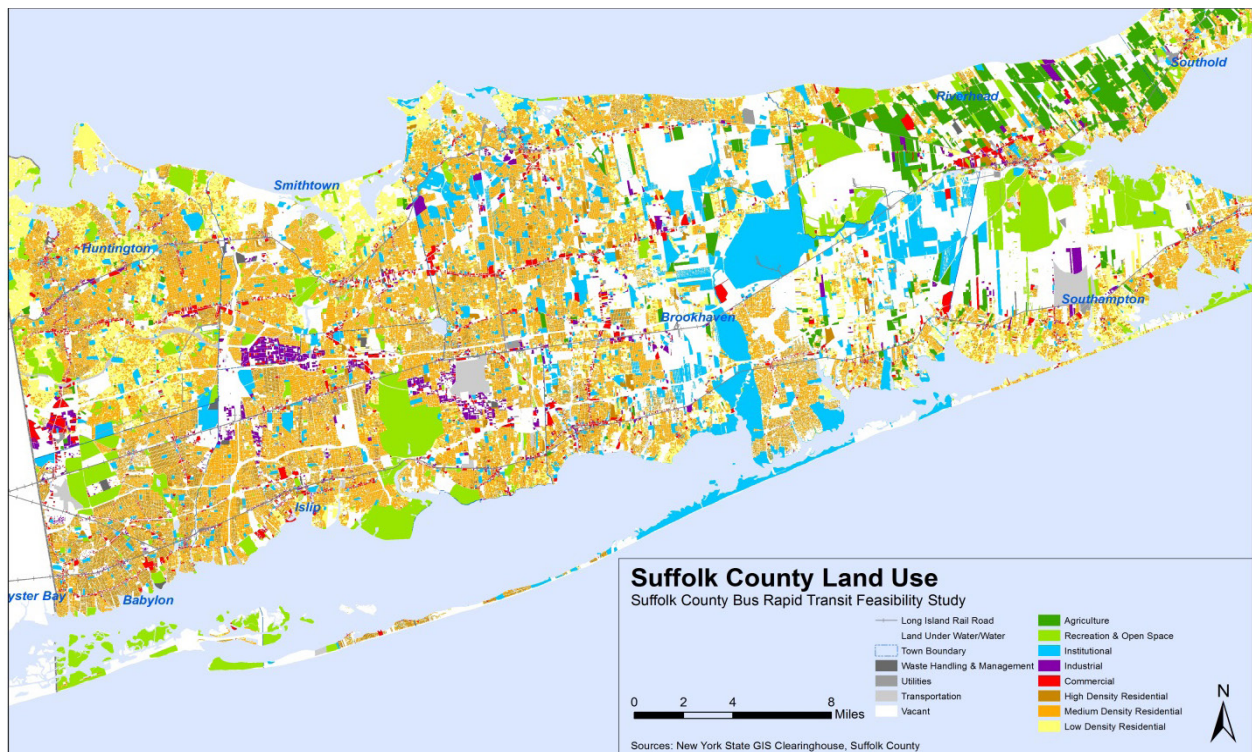 Southold
Riverhead
Smithtown
Huntington
Southampton
Brookhaven
Islip
yster Bay
Babylon
Suffolk County Land Use
Suffolk County Bus Rapid Transit Feasibility Study
Long Island Rail Road
Land Under Water/Water
Town Boundary
Waste Handling & Management
Utilities
Transportation
Vacant
Agriculture
Recreation & Open Space
Institutional
Industrial
Commercial
High Density Residential
Medium Density Residential
Low Density Residential
N
0 2 4 8
Miles
Sources: New York State GIS Clearinghouse, Suffolk County